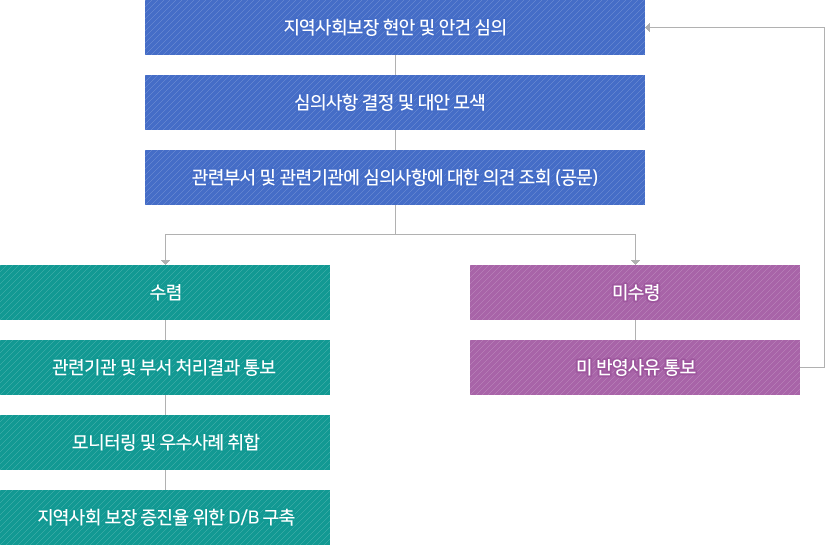 지역사회보장 현안 및 안건 심의
심의사항 결정 및 대안 모색
관련부서 및 관련기관에 심의사항에 대한 의견 조회 (공문)
수렴
미수령
관련기관 및 부서 처리결과 통보
미 반영사유 통보
모니터링 및 우수사례 취합
지역사회 보장 증진율 위한 D/B 구축